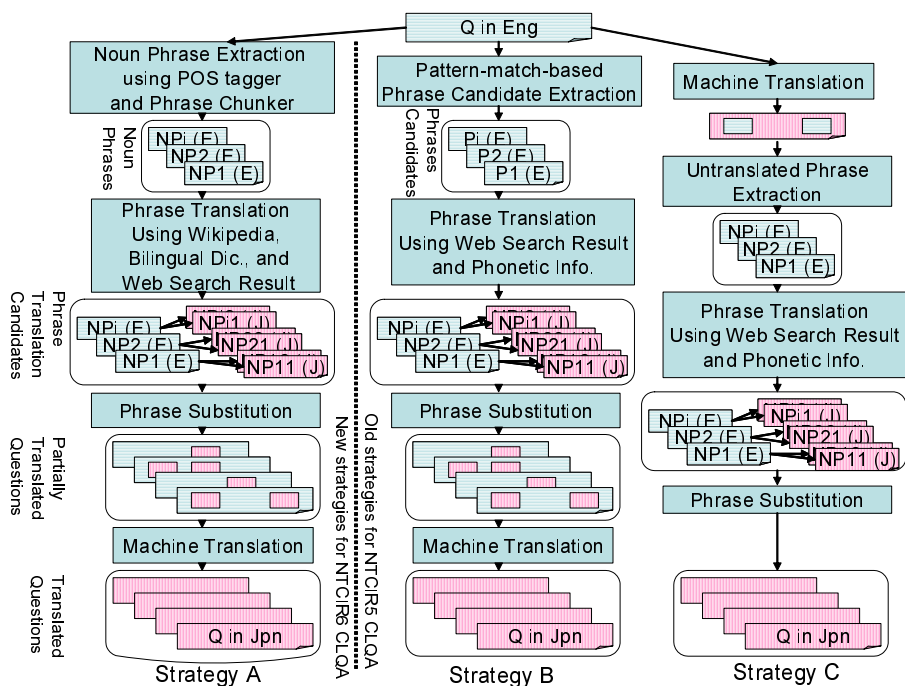 Q in Eng
Noun Phrase Extraction
using POS tagger
and Phrase Chunker
Noun
Phrases
NPi (E)
NP2 (E)
NP1 (E)
Phrase Translation
Using Wikipedia,
Bilingual Dic., and
Web Search Result
Phrase
Translation
Candidates
NPi (E)
NP2 (E)
NP1 (E)
NPi1 (J)
NP21 (J)
NP11 (J)
Phrase Substitution
Partially
Translated
Questions
Machine Translation
Translated
Questions
Q in Jpn
Strategy A
New strategies for NTCIR6 CLQA
Old strategies for NTCIR5 CLQA
Pattern-match-based
Phrase Candidate Extraction
Phrases
Candidates
Pi (E)
P2 (E)
P1 (E)
Phrase Translation
Using Web Search Result
and Phonetic Info.
NPi (E)
NP2 (E)
NP1 (E)
NPi1 (J)
NP21 (J)
NP11 (J)
Phrase Substitution
Machine Translation
Q in Jpn
Strategy B
Machine Translation
Untranslated Phrase
Extraction
NPi (E)
NP2 (E)
NP1 (E)
Phrase Translation
Using Web Search Result
and Phonetic Info.
NPi (E)
NP2 (E)
NP1 (E)
NPi1 (J)
NP21 (J)
NP11 (J)
Phrase Substitution
Q in Jpn
Strategy C